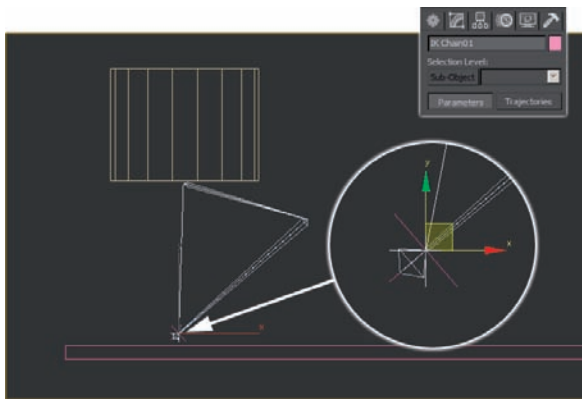 IK Chain01
Selection Level:
Sub-Object
Parameters Trajectories
y
x
x